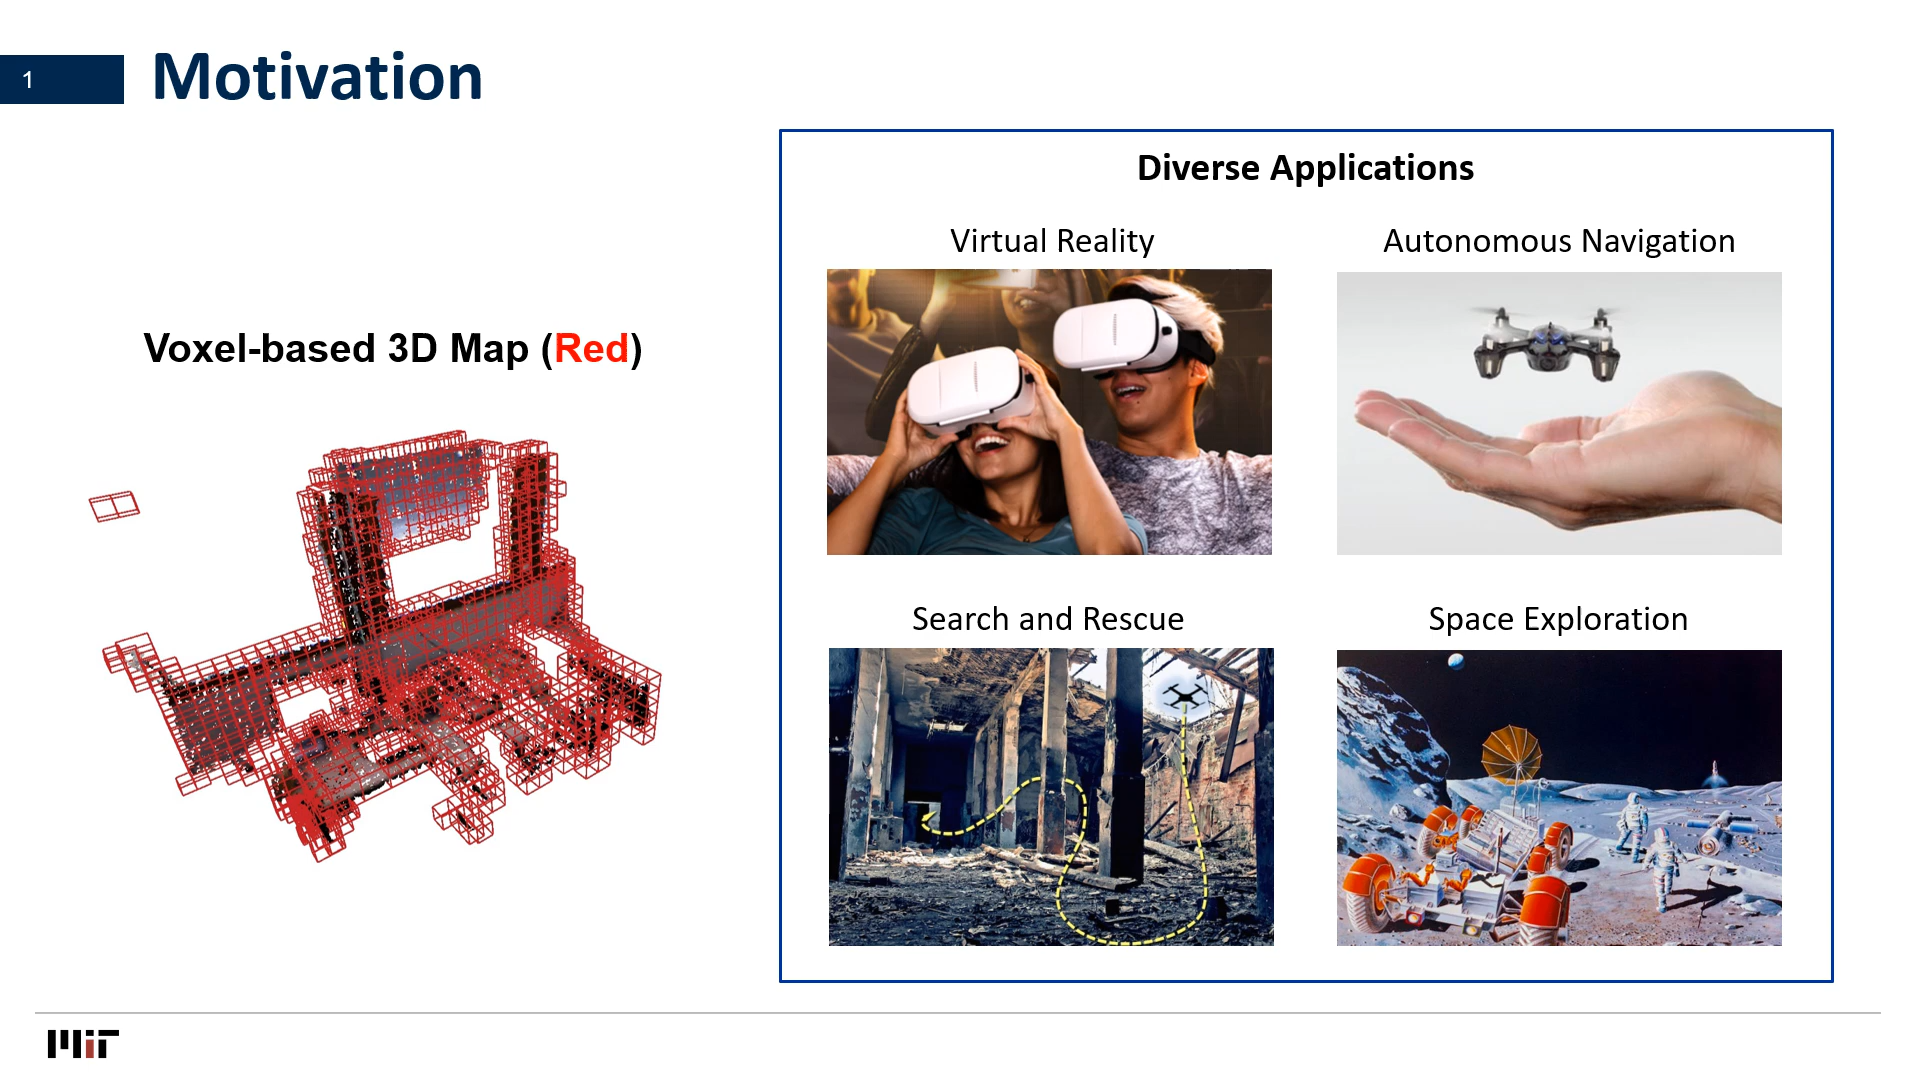 1
Motivation
Voxel-based 3D Map (Red)
Diverse Applications
Virtual Reality
Autonomous Navigation
Search and Rescue
Space Exploration
MIT